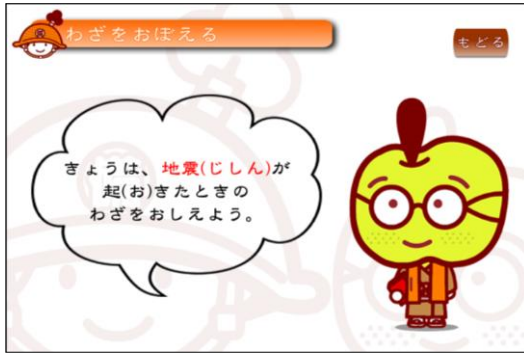 わざをおぼえる
もどる
きょうは、地震(じしん)が
起(お)きたときの
わざをおしえよう。